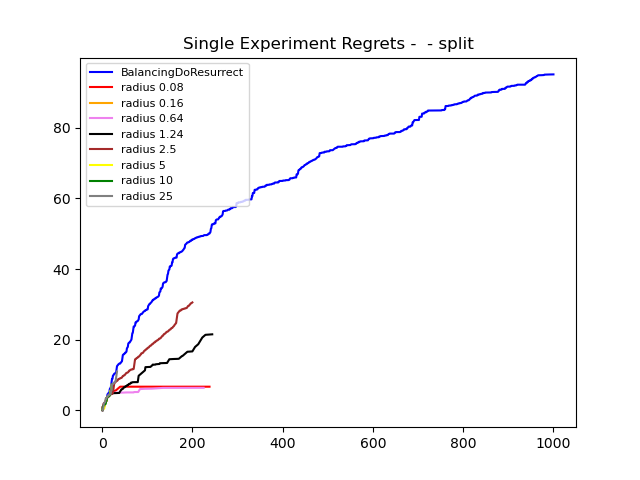 Single Experiment Regrets -  - split
BalancingDoResurrect
radius 0.08
radius 0.16
radius 0.64
radius 1.24
radius 2.5
radius 5
radius 10
radius 25
80
60
40
20
0
0 200 400 600 800 1000